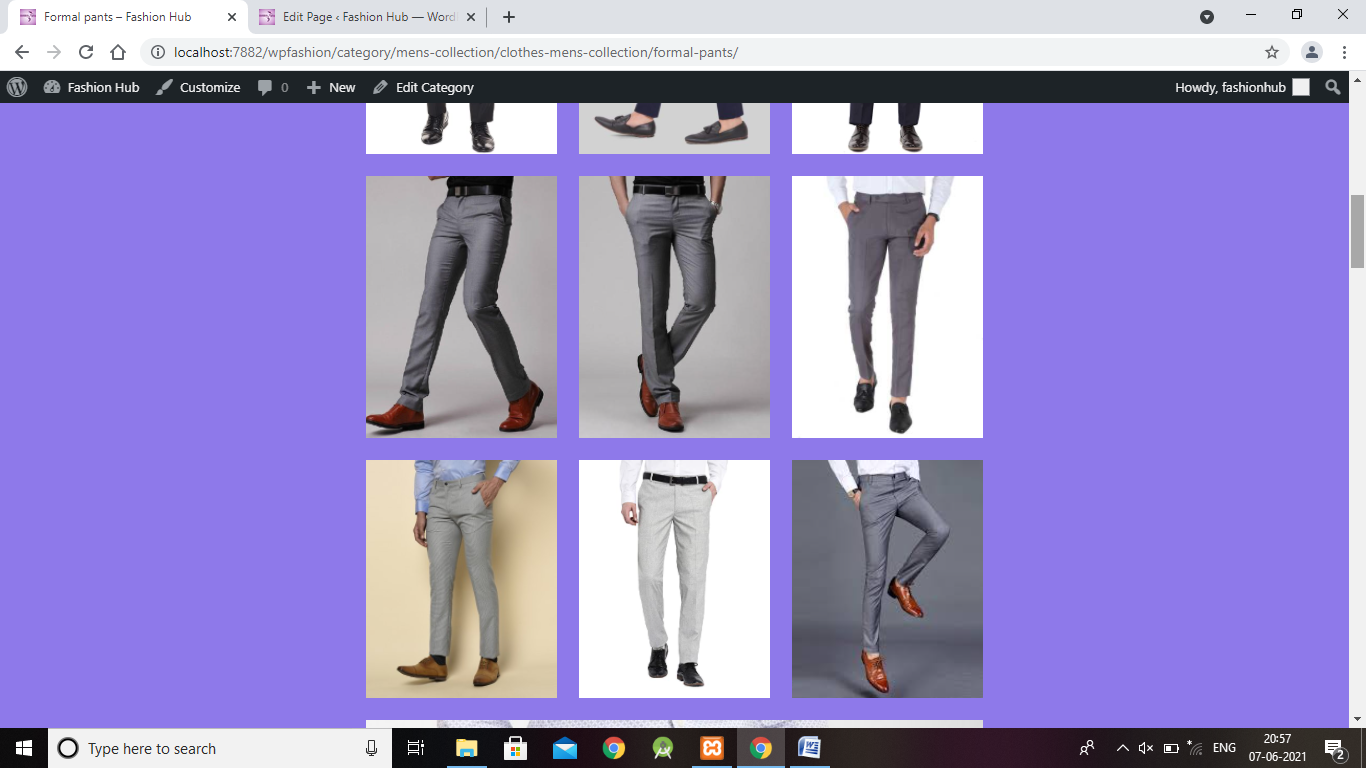 Formal pants – Fashion Hub
Edit Page ‹ Fashion Hub — Word
localhost:7882/wpfashion/category/mens-collection/clothes-mens-collection/formal-pants/
Fashion Hub Customize 0 New Edit Category Howdy, fashionhub
Type here to search
ENG
20:57
07-06-2021
2